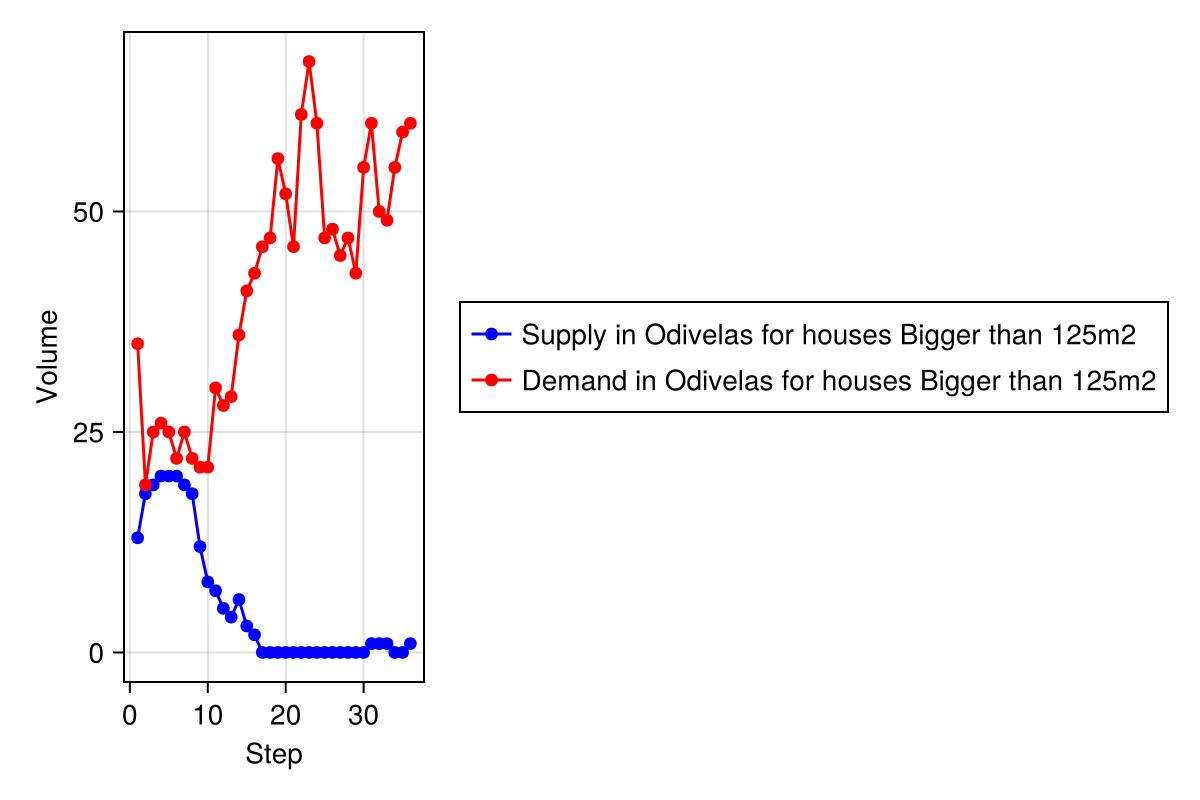 Volume
50
25
0
0 10 20 30
Step
Supply in Odivelas for houses Bigger than 125m2
Demand in Odivelas for houses Bigger than 125m2